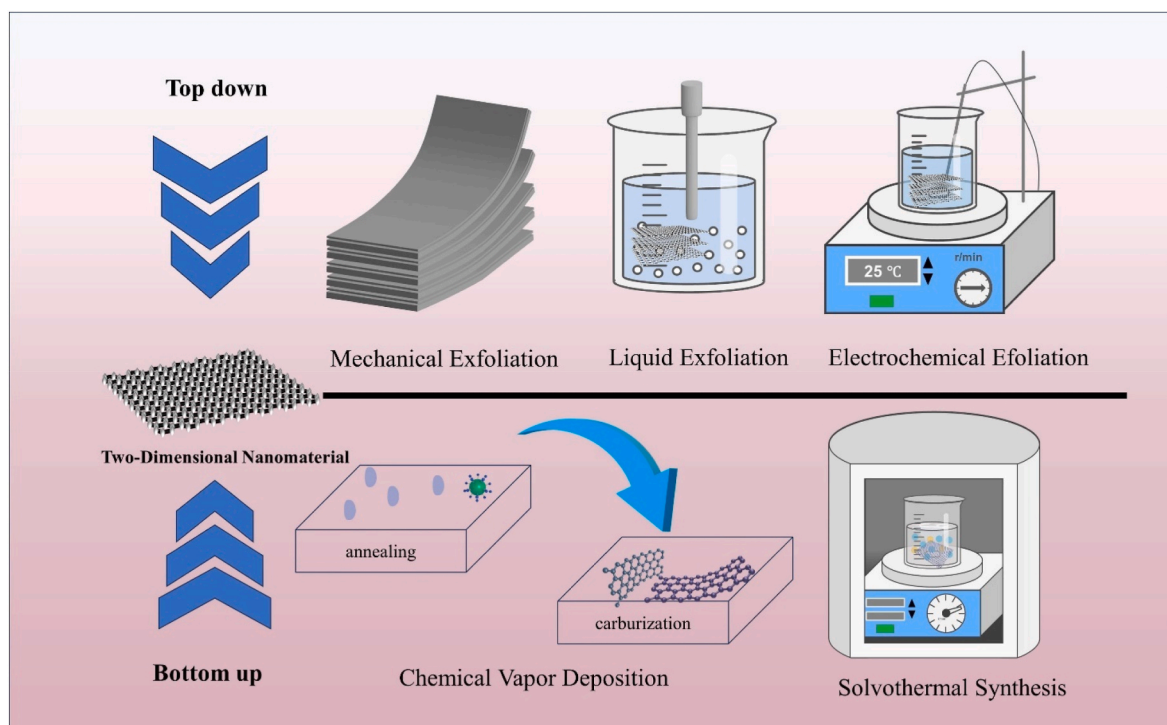 Top down
r/min
25 °C
Mechanical Exfoliation
Liquid Exfoliation
Electrochemical Efoliation
Two-Dimensional Nanomaterial
annealing
carburization
Bottom up
Chemical Vapor Deposition
Solvothermal Synthesis